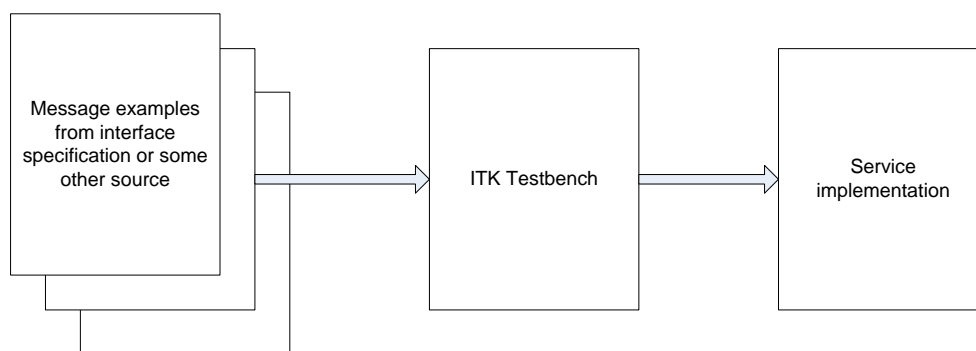 Message examples
from interface
specification or some
other source
ITK Testbench
Service
implementation